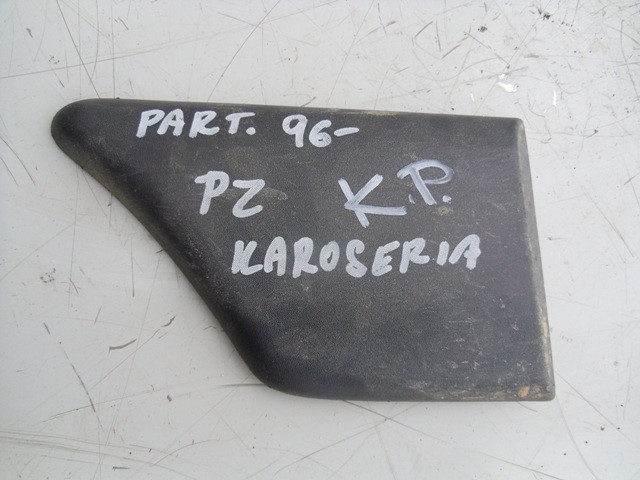 PART. 96-
PZ K.P.
KAROSERIA